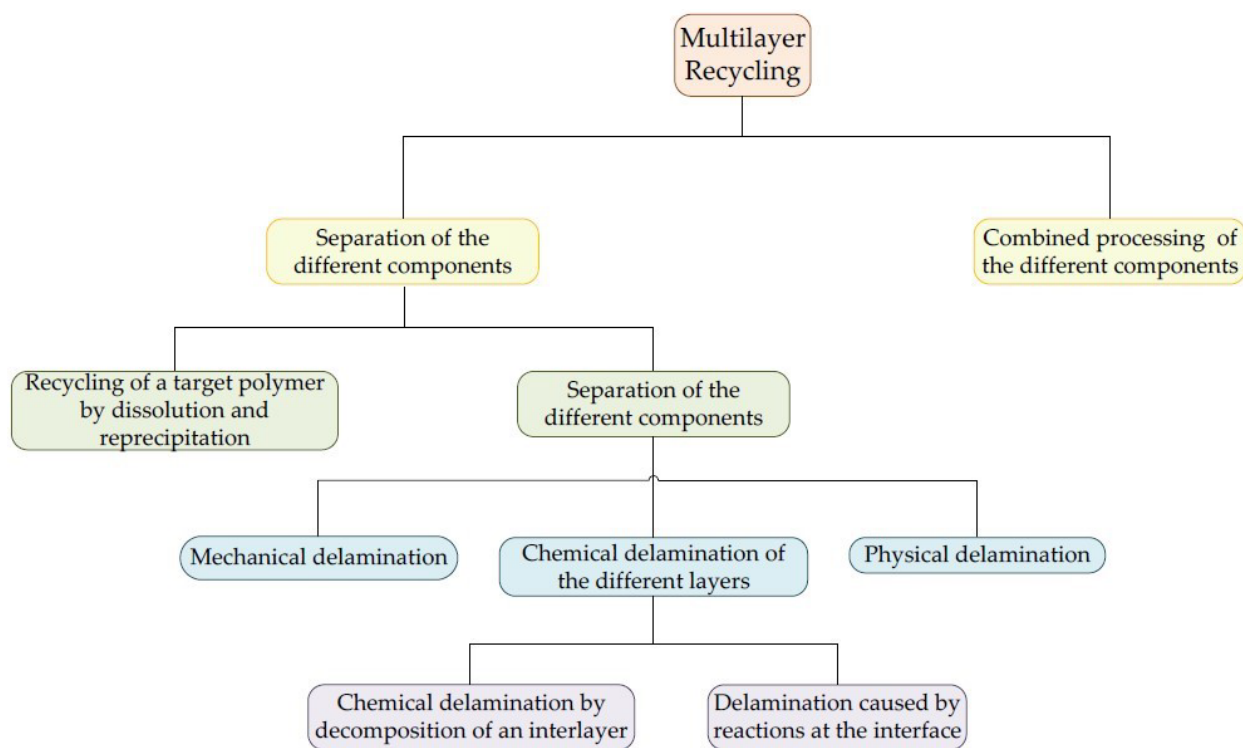 Multilayer
Recycling
Separation of the
different components
Combined processing of
the different components
Recycling of a target polymer
by dissolution and
reprecipitation
Separation of the
different components
Mechanical delamination
Chemical delamination of
the different layers
Physical delamination
Chemical delamination by
decomposition of an interlayer
Delamination caused by
reactions at the interface